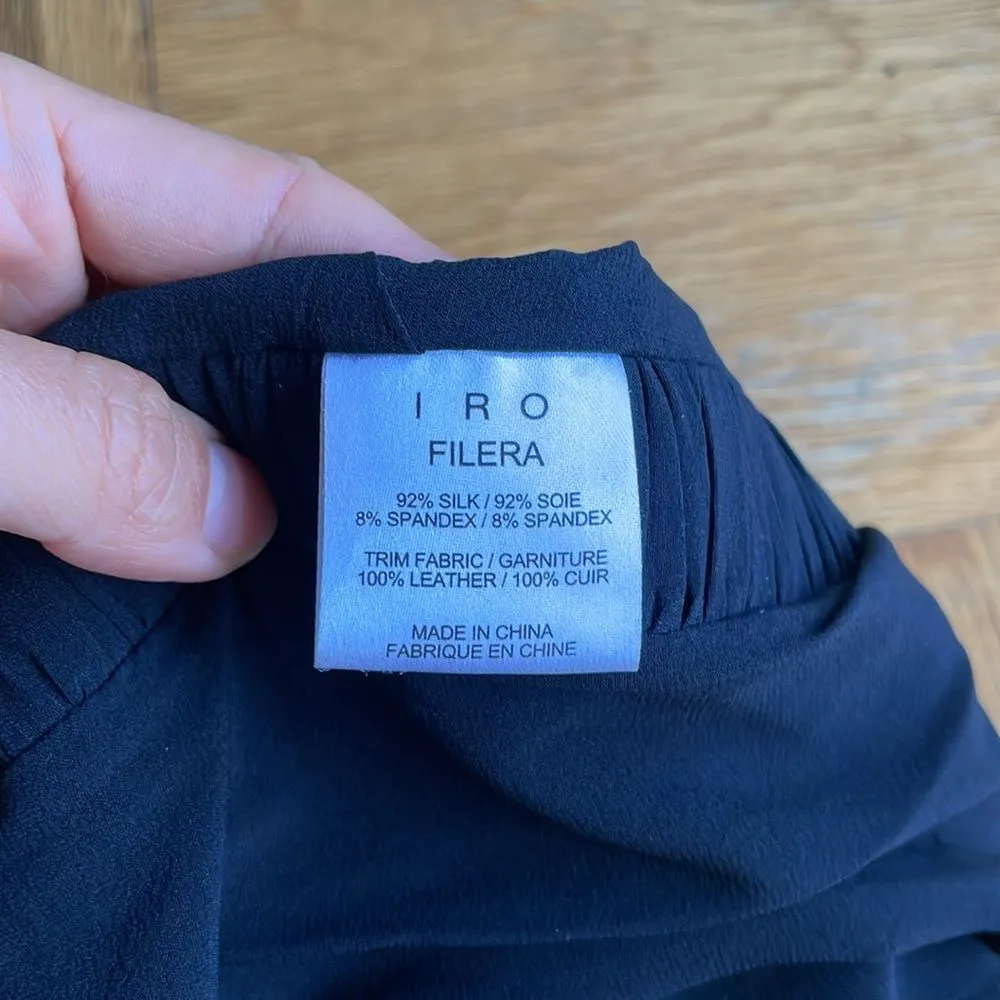 I R O
FILERA
92% SILK / 92% SOIE
8% SPANDEX / 8% SPANDEX
TRIM FABRIC / GARNITURE
100% LEATHER / 100% CUIR
MADE IN CHINA
FABRIQUE EN CHINE